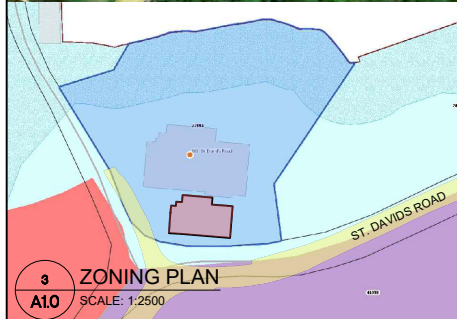 ST. DAVIDS ROAD
3
A1.0
ZONING PLAN
SCALE: 1:2500